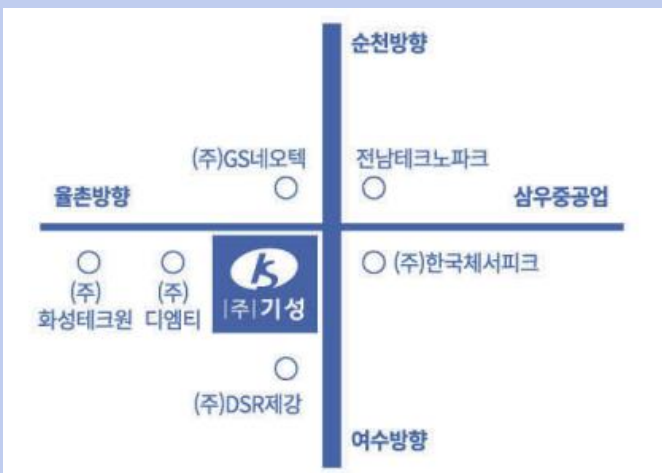 순천방향
(주)GS네오텍
전남테크노파크
율촌방향
삼우중공업
(주)
화성테크원
(주)
디엠티
KS
|주|기성
(주)한국체서피크
(주)DSR제강
여수방향